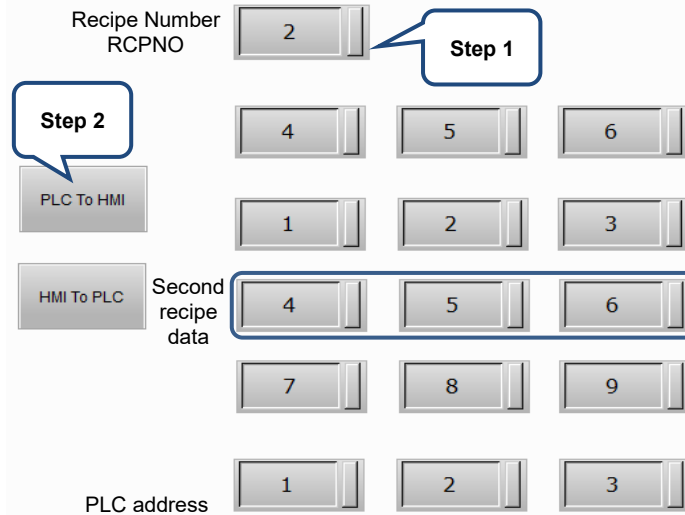 Recipe Number
RCPNO
2
Step 1
Step 2
4 5 6
PLC To HMI
1 2 3
HMI To PLC
Second
recipe
data
4 5 6
7 8 9
PLC address
1 2 3